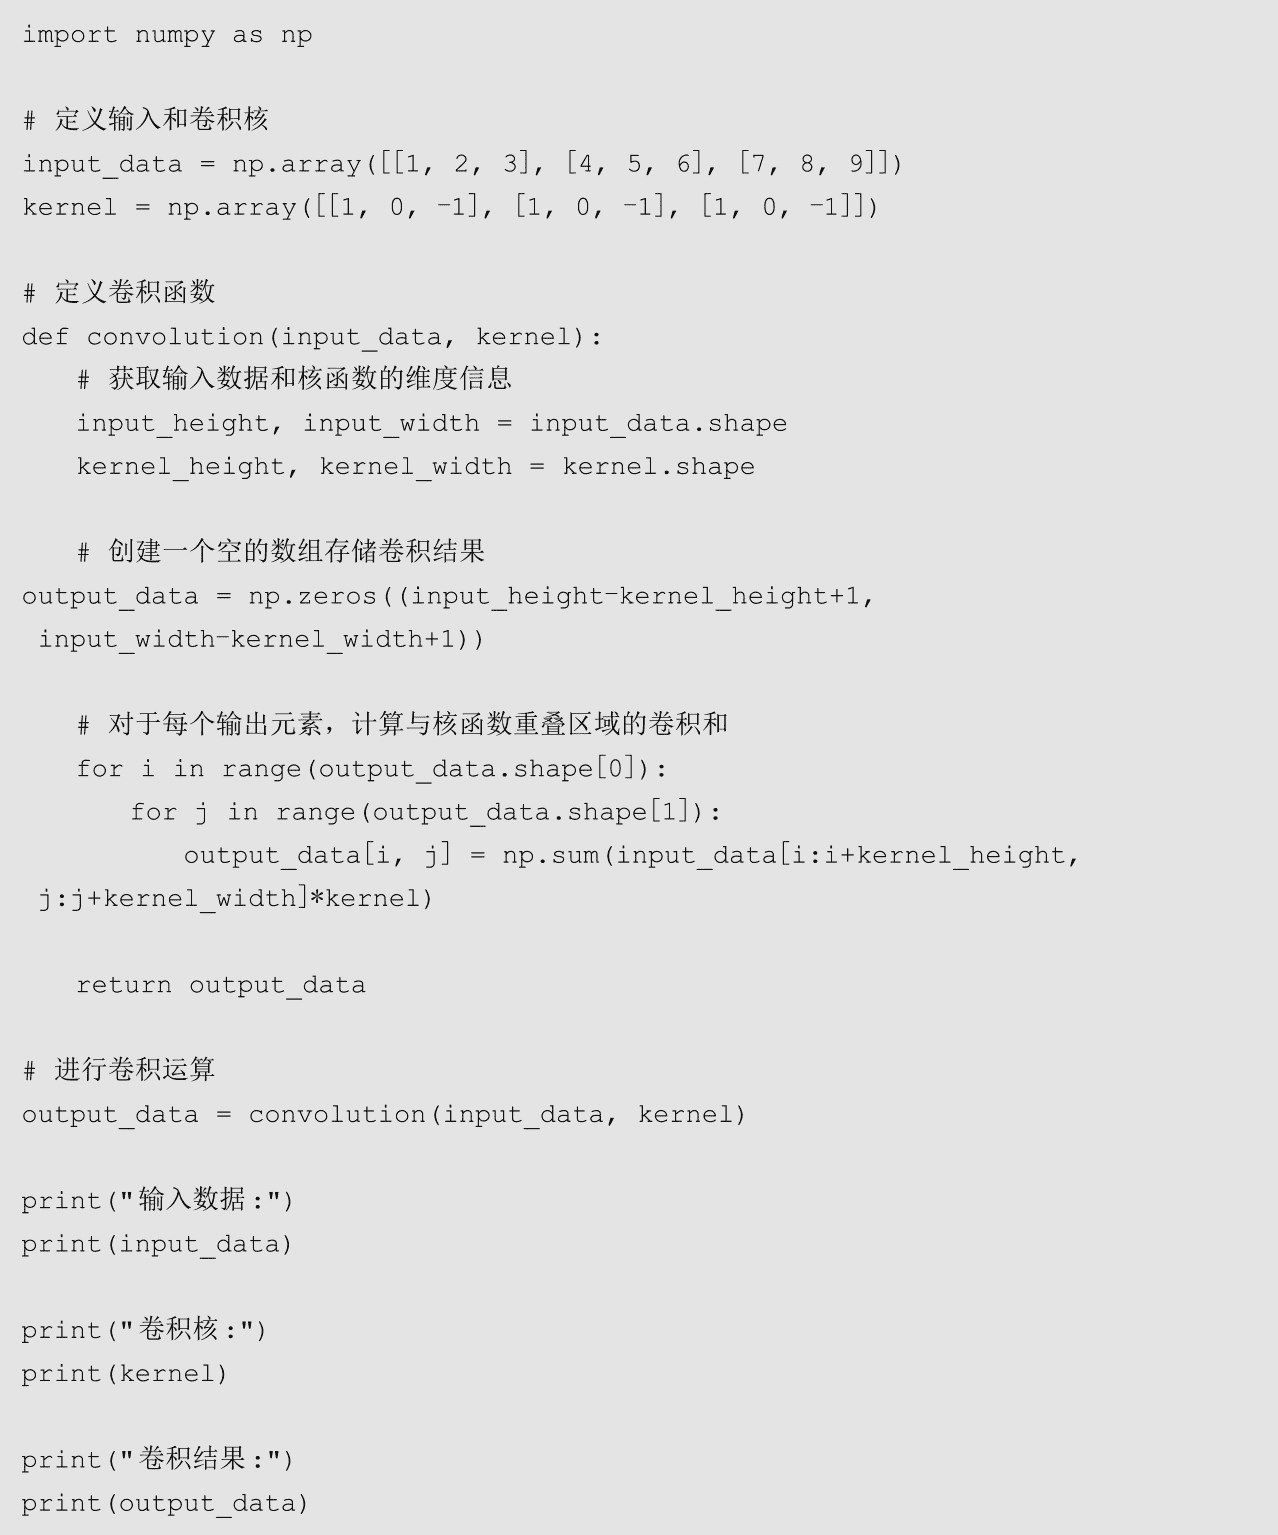 import numpy as np
# 定义输入和卷积核
input_data = np.array([[1, 2, 3], [4, 5, 6], [7, 8, 9]])
kernel = np.array([[1, 0, -1], [1, 0, -1], [1, 0, -1]])
# 定义卷积函数
def convolution(input_data, kernel):
    # 获取输入数据和核函数的维度信息
    input_height, input_width = input_data.shape
    kernel_height, kernel_width = kernel.shape
    # 创建一个空的数组存储卷积结果
output_data = np.zeros((input_height-kernel_height+1,
 input_width-kernel_width+1))
    # 对于每个输出元素，计算与核函数重叠区域的卷积和
    for i in range(output_data.shape[0]):
        for j in range(output_data.shape[1]):
            output_data[i, j] = np.sum(input_data[i:i+kernel_height,
 j:j+kernel_width]*kernel)
    return output_data
# 进行卷积运算
output_data = convolution(input_data, kernel)
print("输入数据:")
print(input_data)
print("卷积核:")
print(kernel)
print("卷积结果:")
print(output_data)